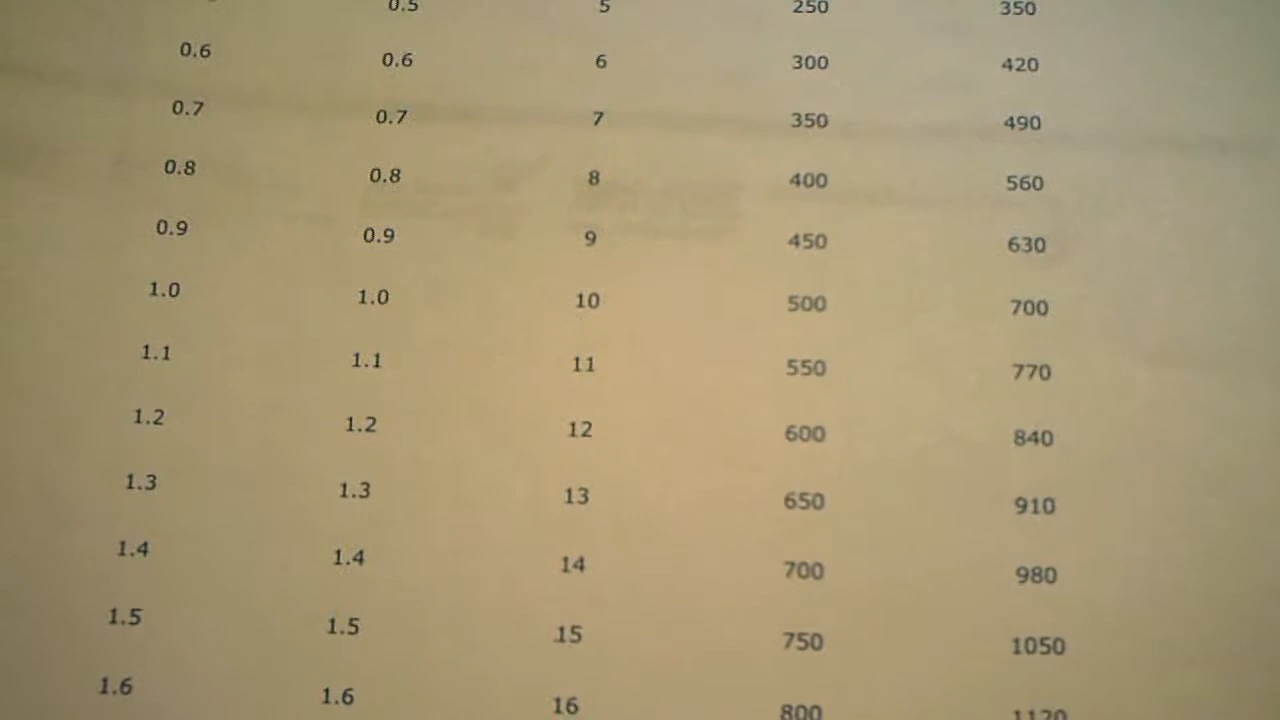 0.5 5 250 350
0.6 0.6 6 300 420
0.7 0.7 7 350 490
0.8 0.8 8 400 560
0.9 0.9 9 450 630
1.0 1.0 10 500 700
1.1 1.1 11 550 770
1.2 1.2 12 600 840
1.3 1.3 13 650 910
1.4 1.4 14 700 980
1.5 1.5 15 750 1050
1.6 1.6 16 800 1120